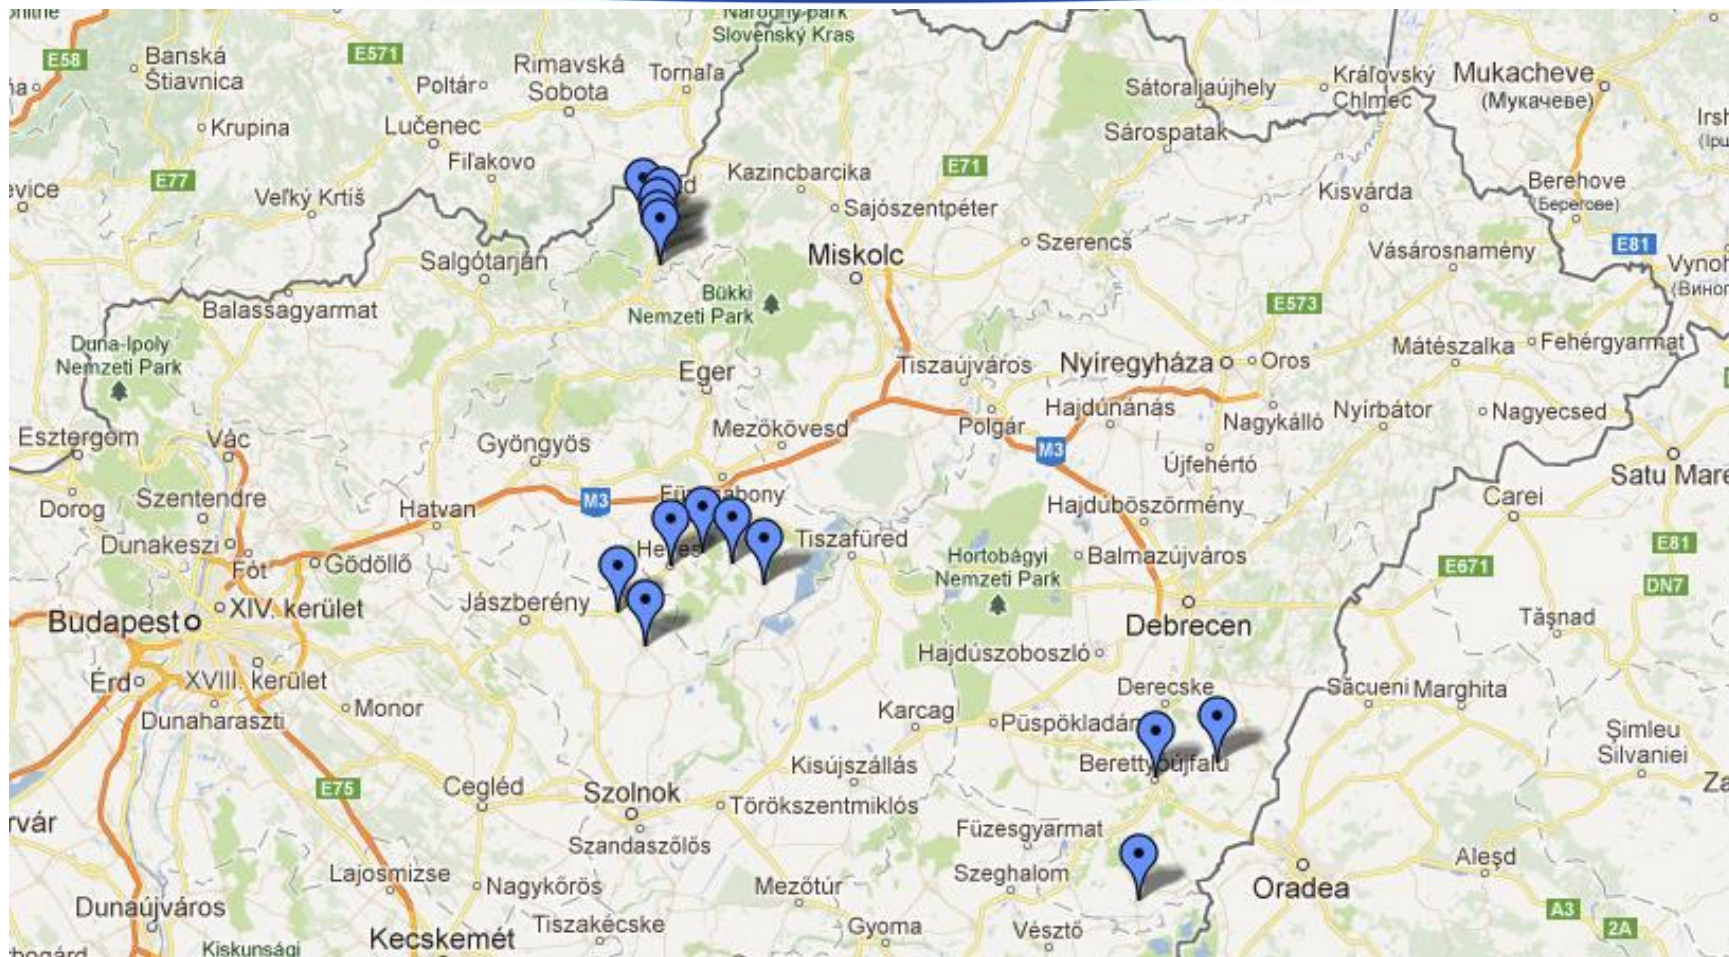 Národný park
Slovenský Kras
E58
Banská
Štiavnica
E571
Poltár
Rimavská
Sobota
Tornaľa
Sátoraljaújhely
Kráľovský
Chlmec
Mukacheve
(Мукачеве)
Krupina
Lučenec
Fiľakovo
Sárospatak
E77
Veľký Krtíš
Kazincbarcika
E71
Sajószentpéter
Kisvárda
Berehove
(Берегове)
Salgótarján
Miskolc
Szerencs
Vásárosnamény
E81
Balassagyarmat
Bükki
Nemzeti Park
E573
Duna-Ipoly
Nemzeti Park
Eger
Tiszaújváros
Nyíregyháza
Oros
Mátészalka
Fehérgyarmat
Esztergom
Vác
Gyöngyös
Mezőkövesd
Polgár
Hajdúnánás
Nagykálló
Nyírbátor
Nagyecsed
M3
Újfehértó
Satu Mare
Dorog
Szentendre
Hatvan
M3
Hajdúböszörmény
Carei
Dunakeszi
Fót
Gödöllő
Tiszafüred
Hortobágyi
Nemzeti Park
Balmazújváros
E81
E671
DN7
Budapest
XIV. kerület
Jászberény
Debrecen
Tășnad
Érd
XVIII. kerület
Hajdúszoboszló
Dunaharaszti
Monor
Karcag
Püspökladány
Derecske
Săcueni
Marghita
Șimleu
Silvaniei
E75
Cegléd
Szolnok
Kisújszállás
Törökszentmiklós
Berettyóújfalu
Szandaszőlős
Füzesgyarmat
Lajosmizse
Nagykőrös
Mezőtúr
Szeghalom
Oradea
Aleșd
Dunaújváros
Kecskemét
Tiszakécske
Gyoma
Vésztő
A3
2A
Kiskunsági